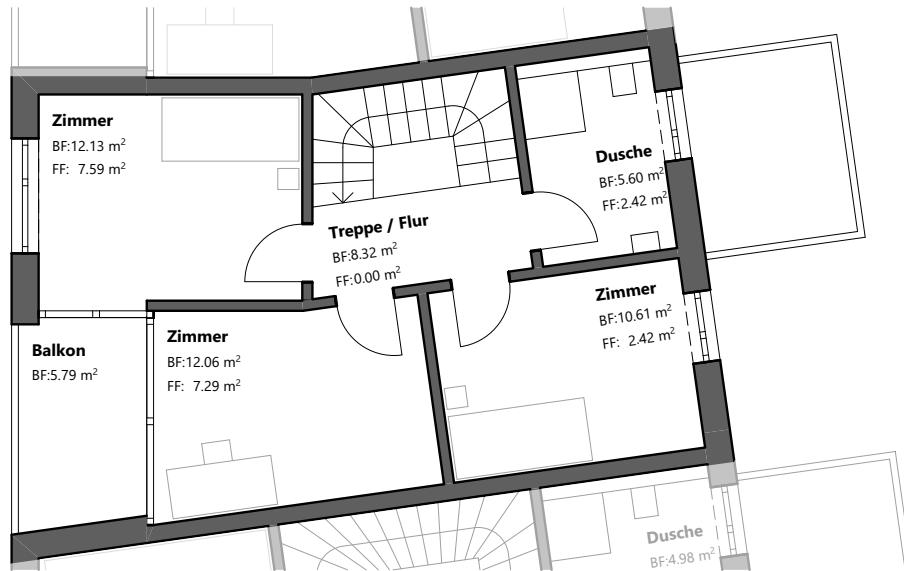 Zimmer
BF:12.13 m²
FF: 7.59 m²
Dusche
BF:5.60 m²
FF:2.42 m²
Treppe / Flur
BF:8.32 m²
FF:0.00 m²
Zimmer
BF:10.61 m²
FF: 2.42 m²
Balkon
BF:5.79 m²
Zimmer
BF:12.06 m²
FF: 7.29 m²
Dusche
BF:4.98 m²